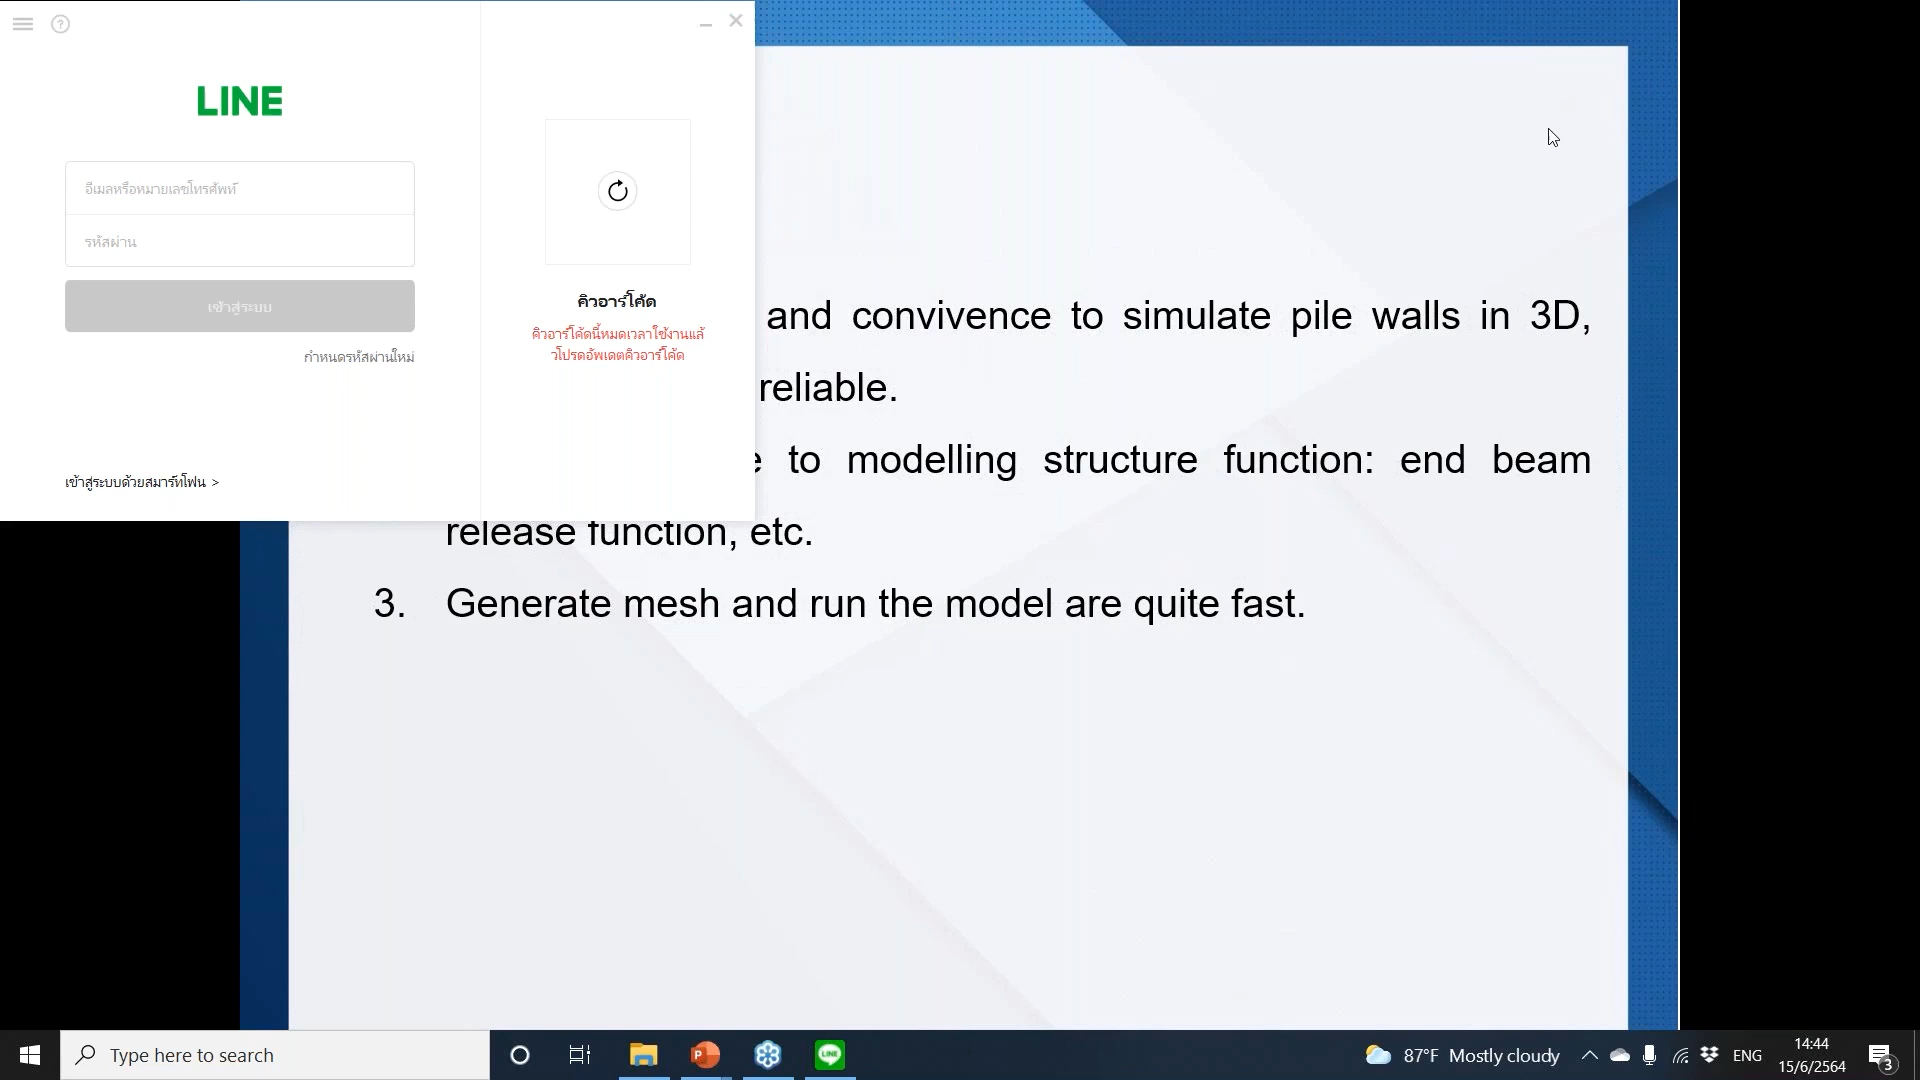 LINE
อีเมลหรือหมายเลขโทรศัพท์
รหัสผ่าน
เข้าสู่ระบบ
กำหนดรหัสผ่านใหม่
เข้าสู่ระบบด้วยสมาร์ทโฟน >
คิวอาร์โค้ด
คิวอาร์โค้ดนี้หมดเวลาใช้งานแล้
วโปรดอัพเดตคิวอาร์โค้ด
and convivence to simulate pile walls in 3D,
reliable.
to modelling structure function: end beam
release function, etc.
3. Generate mesh and run the model are quite fast.
Type here to search
LINE
87°F Mostly cloudy
ENG
14:44
15/6/2564
3